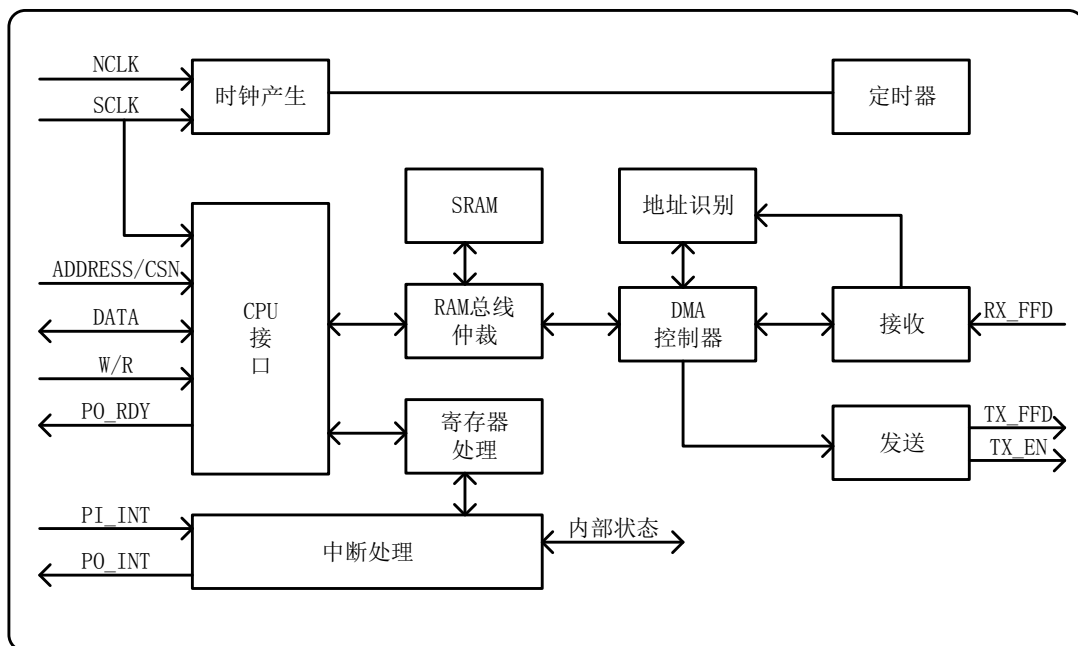 NCLK
SCLK
时钟产生
定时器
SRAM
地址识别
ADDRESS/CSN
DATA
W/R
PO_RDY
CPU
接
口
RAM总线
仲裁
DMA
控制器
接收
RX_FFD
寄存器
处理
发送
TX_FFD
TX_EN
PI_INT
PO_INT
中断处理
内部状态